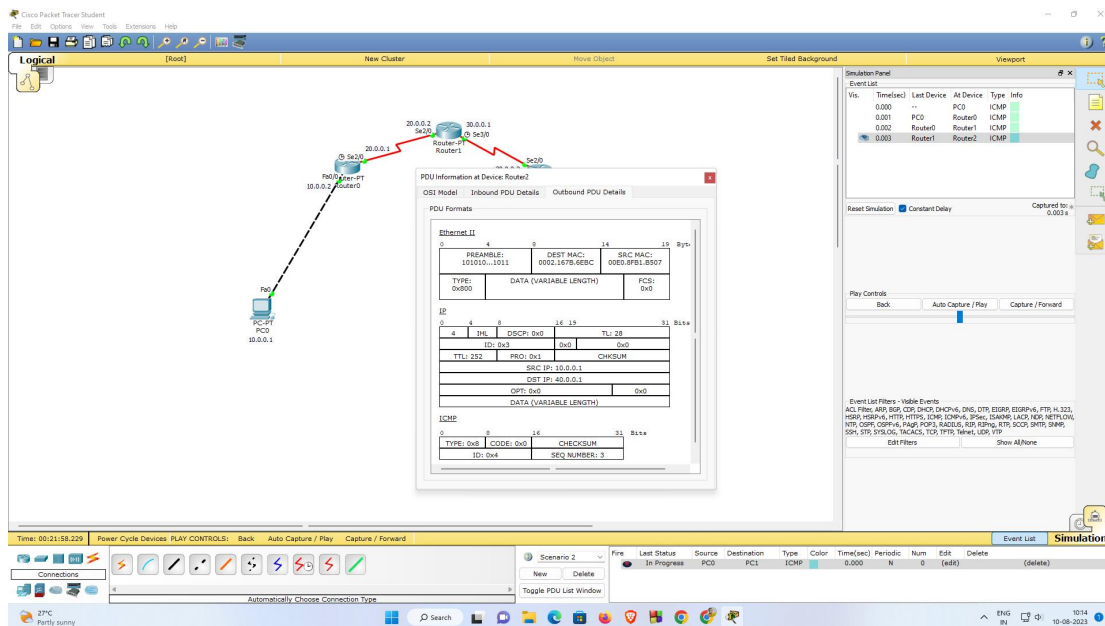 Cisco Packet Tracer Student
File Edit Options View Tools Extensions Help
Logical [Root] New Cluster Move Object Set Tiled Background Viewport
20.0.0.2 30.0.0.1
Se2/0 Se3/0
Router-PT
Router1
20.0.0.1
Se2/0
Se2/0
Fa0/0 Router-PT
10.0.0.2 Router0
Fa0
PC-PT
PC0
10.0.0.1
PDU Information at Device: Router2
OSI Model Inbound PDU Details Outbound PDU Details
PDU Formats
Ethernet II
0 4 8 14 19 Byt
PREAMBLE: 101010...1011 DEST MAC: 0002.167B.6EBC SRC MAC: 00E0.8FB1.B507
TYPE: 0x800 DATA (VARIABLE LENGTH) FCS: 0x0
IP
0 4 8 16 19 31 Bits
4 IHL DSCP: 0x0 TL: 28
ID: 0x3 0x0 0x0
TTL: 252 PRO: 0x1 CHKSUM
SRC IP: 10.0.0.1
DST IP: 40.0.0.1
OPT: 0x0 0x0
DATA (VARIABLE LENGTH)
ICMP
0 8 16 31 Bits
TYPE: 0x8 CODE: 0x0 CHECKSUM
ID: 0x4 SEQ NUMBER: 3
Simulation Panel
Event List
Vis. Time(sec) Last Device At Device Type Info
0.000 -- PC0 ICMP
0.001 PC0 Router0 ICMP
0.002 Router0 Router1 ICMP
0.003 Router1 Router2 ICMP
Reset Simulation Constant Delay Captured to: *
0.003 s
Play Controls
Back Auto Capture / Play Capture / Forward
Event List Filters - Visible Events
ACL Filter, ARP, BGP, CDP, DHCP, DHCPv6, DNS, DTP, EIGRP, EIGRPv6, FTP, H.323,
HSRP, HSRPv6, HTTP, HTTPS, ICMP, ICMPv6, IPSec, ISAKMP, LACP, NDP, NETFLOW,
NTP, OSPF, OSPFv6, PAgP, POP3, RADIUS, RIP, RIPng, RTP, SCCP, SMTP, SNMP,
SSH, STP, SYSLOG, TACACS, TCP, TFTP, Telnet, UDP, VTP
Edit Filters Show All/None
Time: 00:21:58.229 Power Cycle Devices PLAY CONTROLS: Back Auto Capture / Play Capture / Forward Event List Simulation
Connections
Automatically Choose Connection Type
Scenario 2
New Delete
Toggle PDU List Window
Fire Last Status Source Destination Type Color Time(sec) Periodic Num Edit Delete
In Progress PC0 PC1 ICMP 0.000 N 0 (edit) (delete)
27°C
Partly sunny
Search
ENG
IN
10:14
10-08-2023